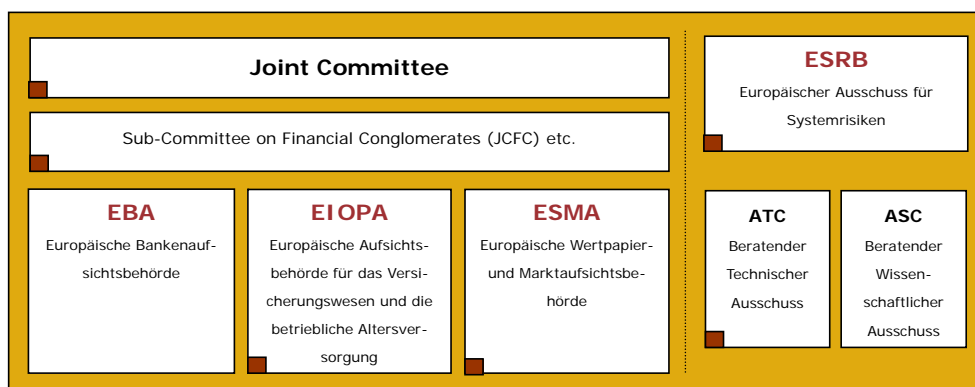 Joint Committee
Sub-Committee on Financial Conglomerates (JCFC) etc.
EBA
Europäische Bankenauf-
sichtsbehörde
EIOPA
Europäische Aufsichts-
behörde für das Versi-
cherungswesen und die
betriebliche Altersver-
sorgung
ESMA
Europäische Wertpapier-
und Marktaufsichtsbe-
hörde
ESRB
Europäischer Ausschuss für
Systemrisiken
ATC
Beratender
Technischer
Ausschuss
ASC
Beratender
Wissen-
schaftlicher
Ausschuss